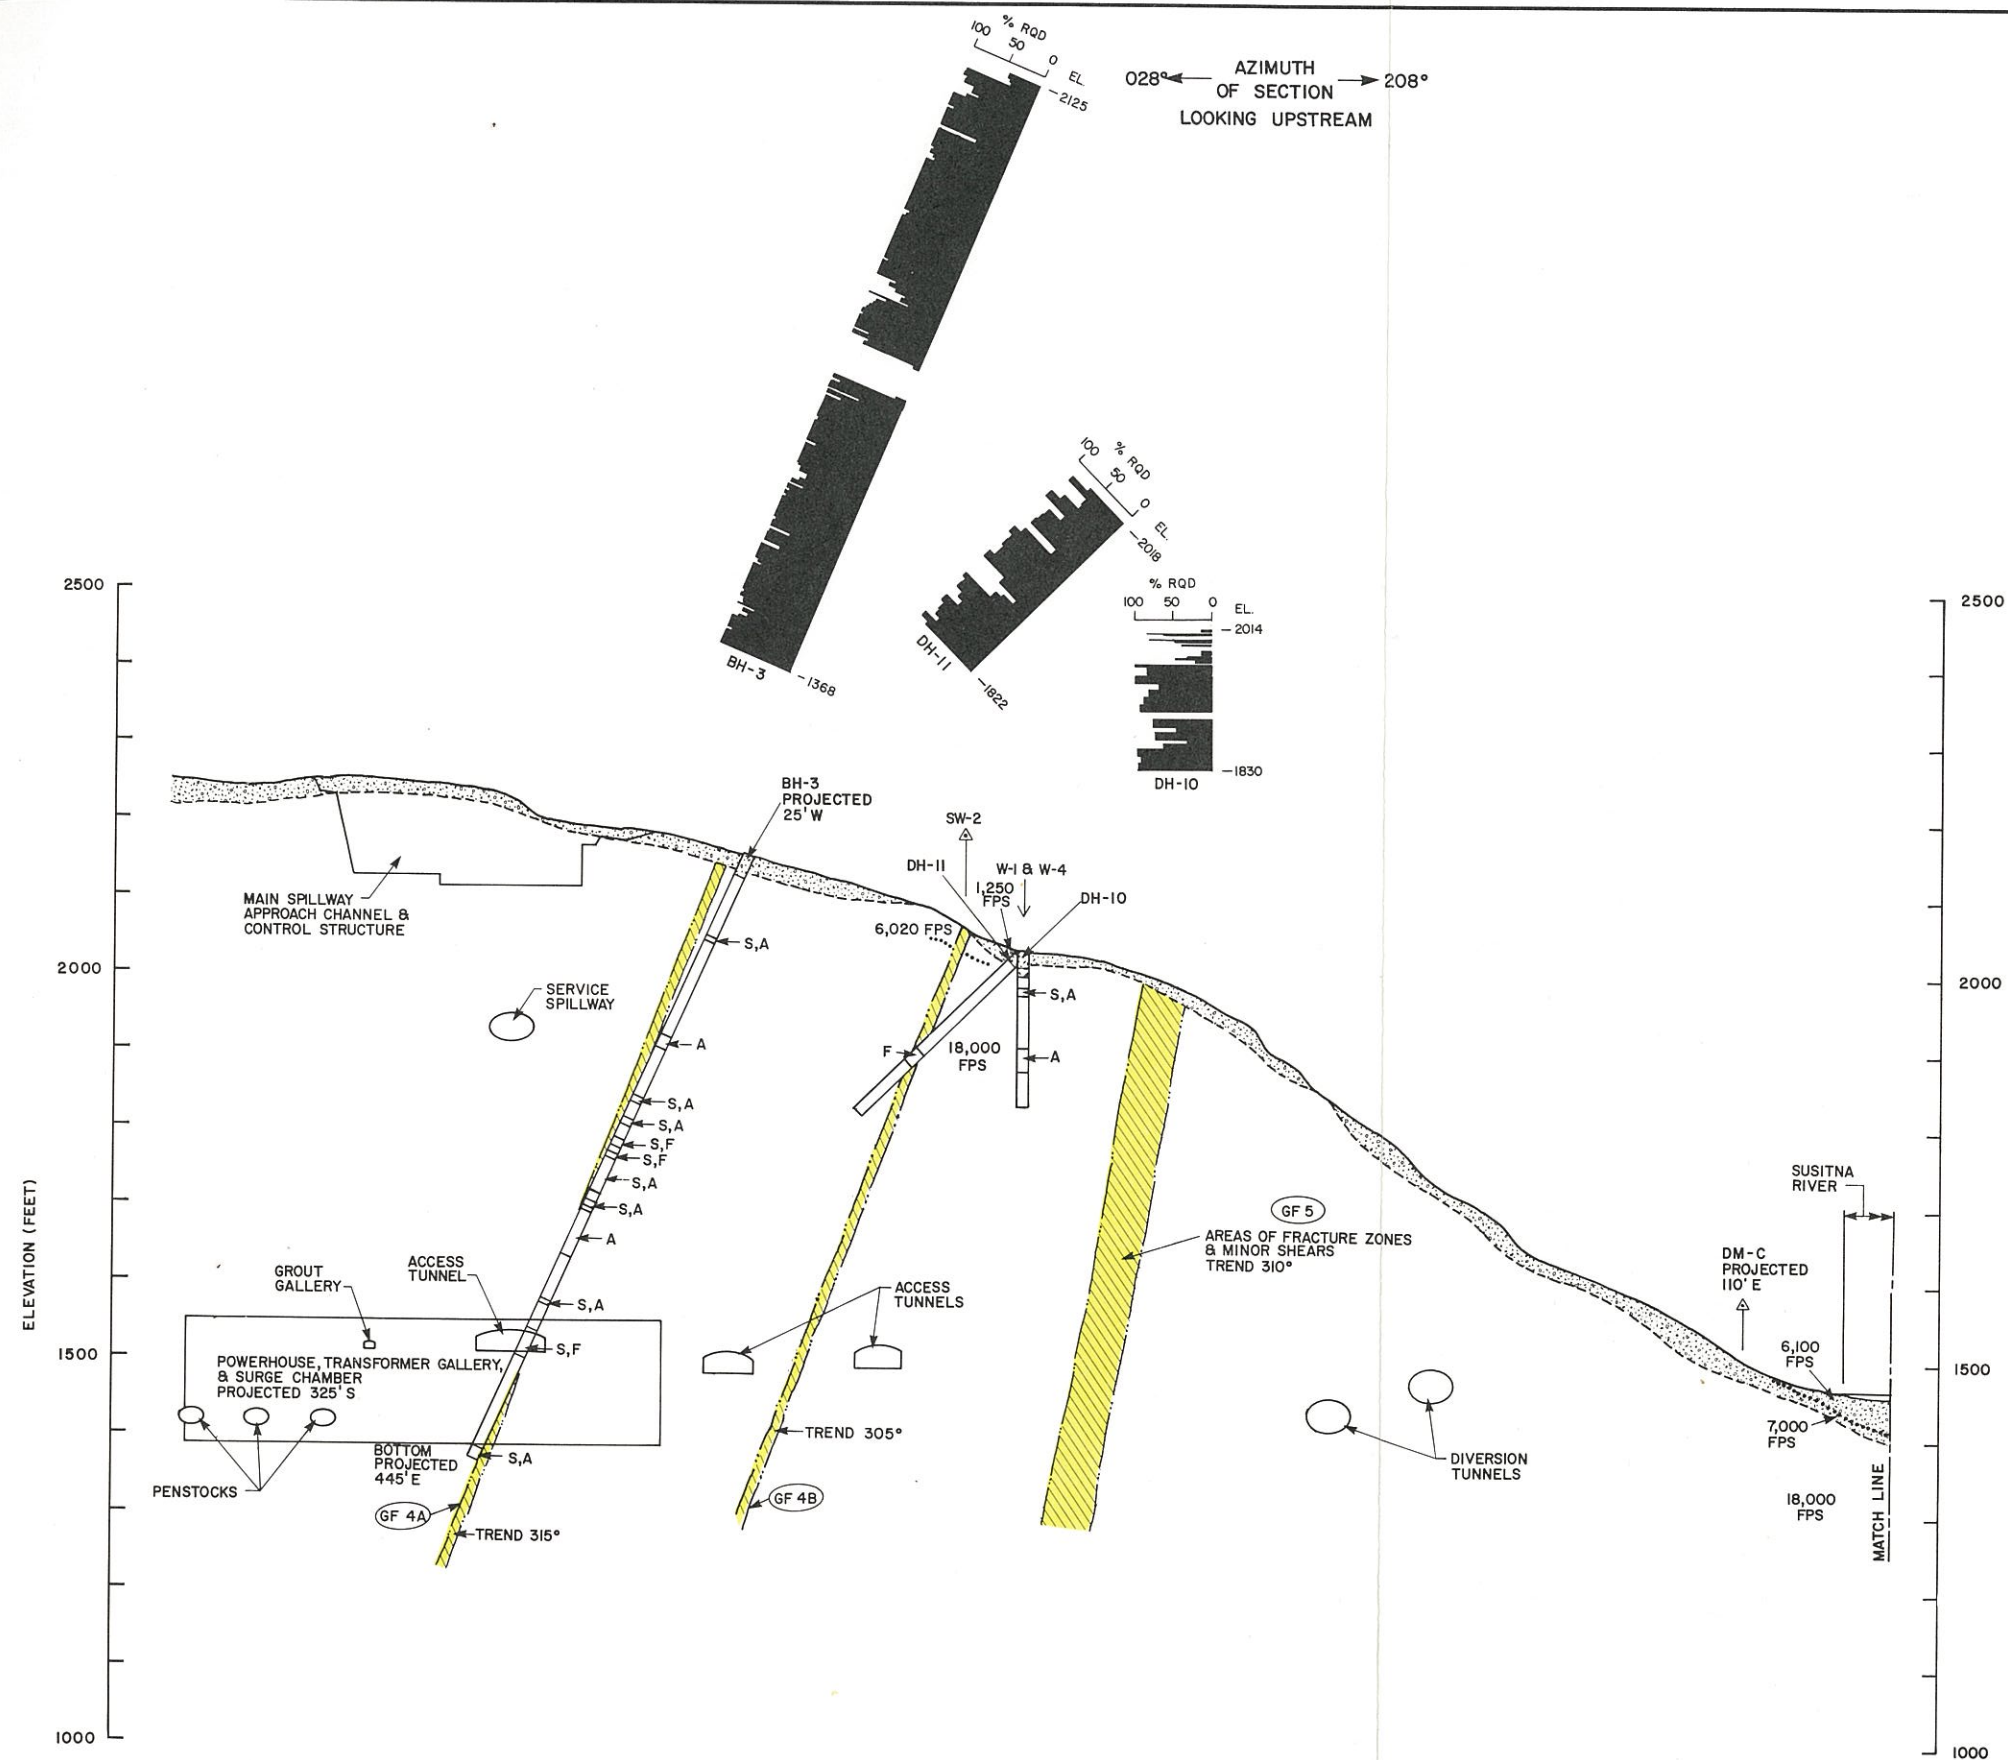 % RQD
100 50 0
EL.
-2125
028° AZIMUTH 208°
OF SECTION
LOOKING UPSTREAM
% RQD
100 50 0
EL.
-2018
DH-11
-1822
BH-3
-1368
% RQD
100 50 0
EL.
-2014
-1830
DH-10
2500
2000
1500
1000
ELEVATION (FEET)
2500
2000
1500
1000
BH-3
PROJECTED
25'W
SW-2
DH-11
W-1 & W-4
1,250
FPS
DH-10
6,020 FPS
MAIN SPILLWAY
APPROACH CHANNEL &
CONTROL STRUCTURE
SERVICE
SPILLWAY
S,A
A
S,A
S,A
S,F
S,F
S,A
S,A
A
S,A
S,F
S,A
F
18,000
FPS
S,A
A
GROUT
GALLERY
ACCESS
TUNNEL
POWERHOUSE, TRANSFORMER GALLERY,
& SURGE CHAMBER
PROJECTED 325'S
PENSTOCKS
BOTTOM
PROJECTED
445'E
GF 4A
TREND 315°
ACCESS
TUNNELS
TREND 305°
GF 4B
GF 5
AREAS OF FRACTURE ZONES
& MINOR SHEARS
TREND 310°
DIVERSION
TUNNELS
SUSITNA
RIVER
DM-C
PROJECTED
110'E
6,100
FPS
7,000
FPS
18,000
FPS
MATCH LINE